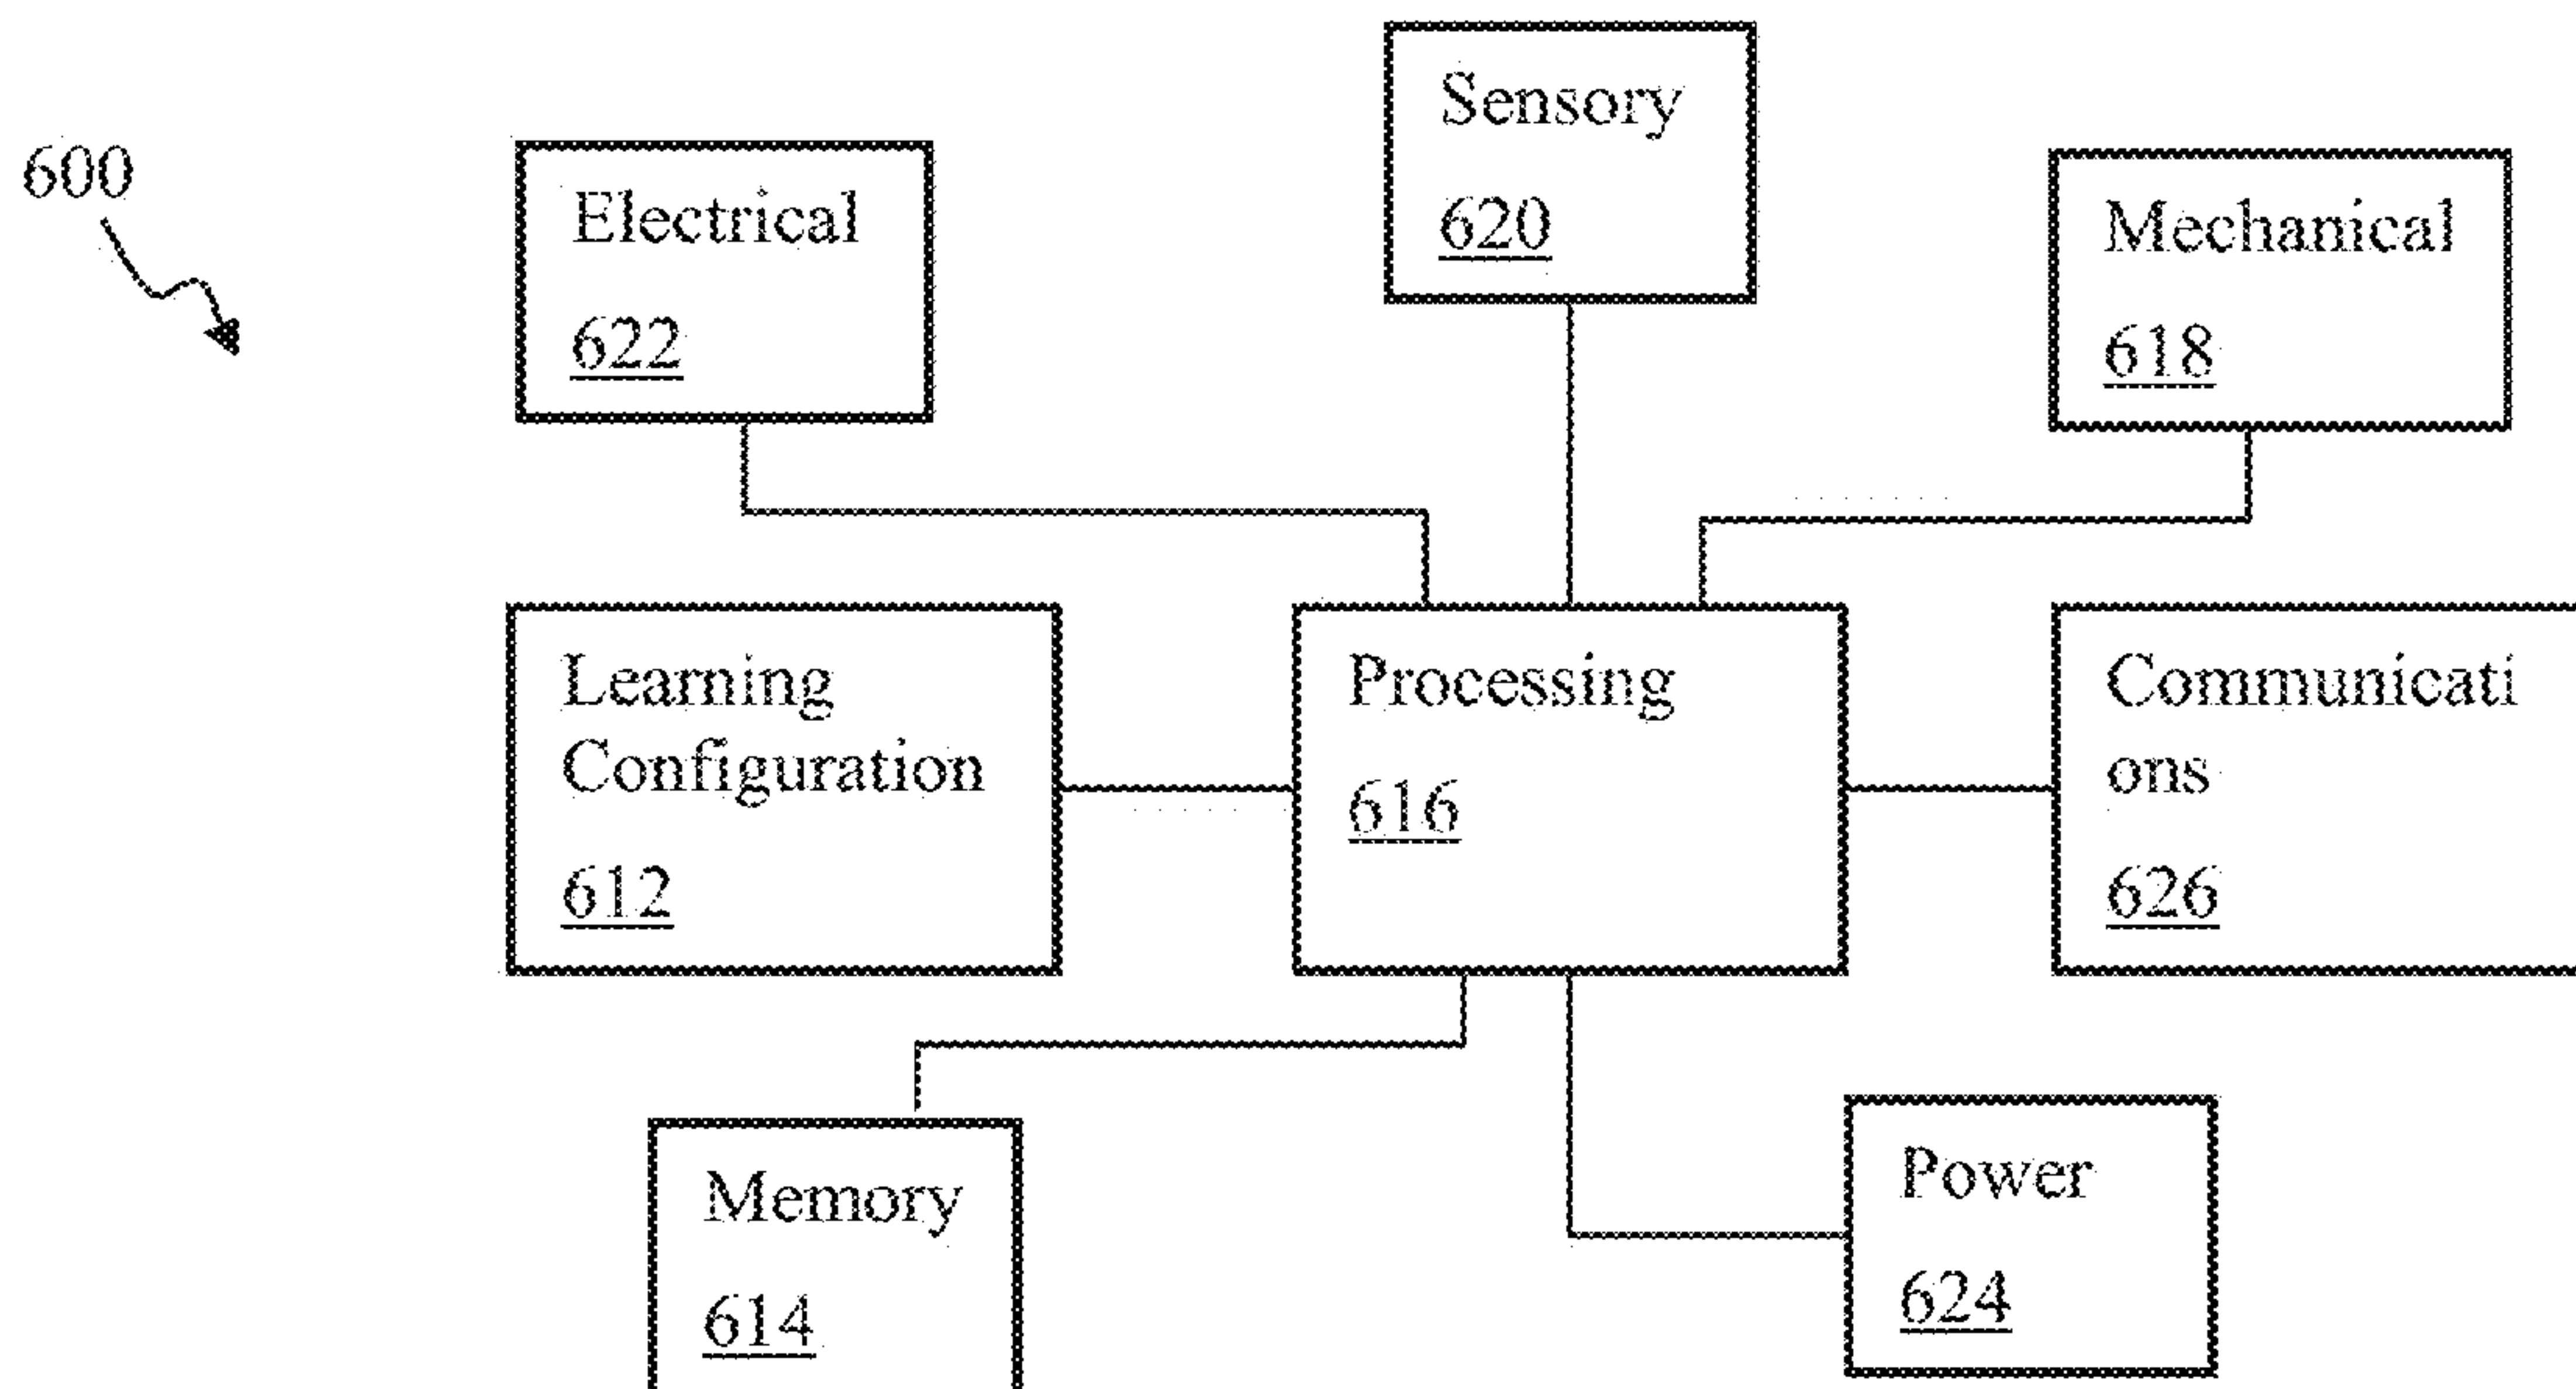 Sensory
620
600
Electrical
622
Mechanical
618
Learning
Configuration
612
Processing
616
Communicati
ons
626
Memory
614
Power
624